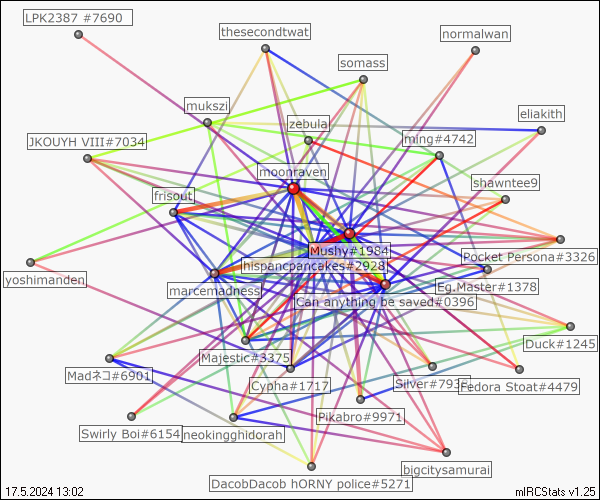 LPK2387 #7690
thesecondtwat
normalwan
somass
mukszi
zebula
eliakith
JKOUYH VIII#7034
ming#4742
moonraven
shawntee9
frisout
Mushy#1984
Pocket Persona#3326
hispancpancakes#2928
yoshimanden
marcemadness
Eg.Master#1378
Can anything be saved#0396
Duck#1245
Majestic#3375
Madネコ#6901
Cypha#1717
Silver#793
Fedora Stoat#4479
Pikabro#9971
Swirly Boi#6154
neokingghidorah
bigcitysamurai
DacobDacob hORNY police#5271
17.5.2024 13:02
mIRCStats v1.25